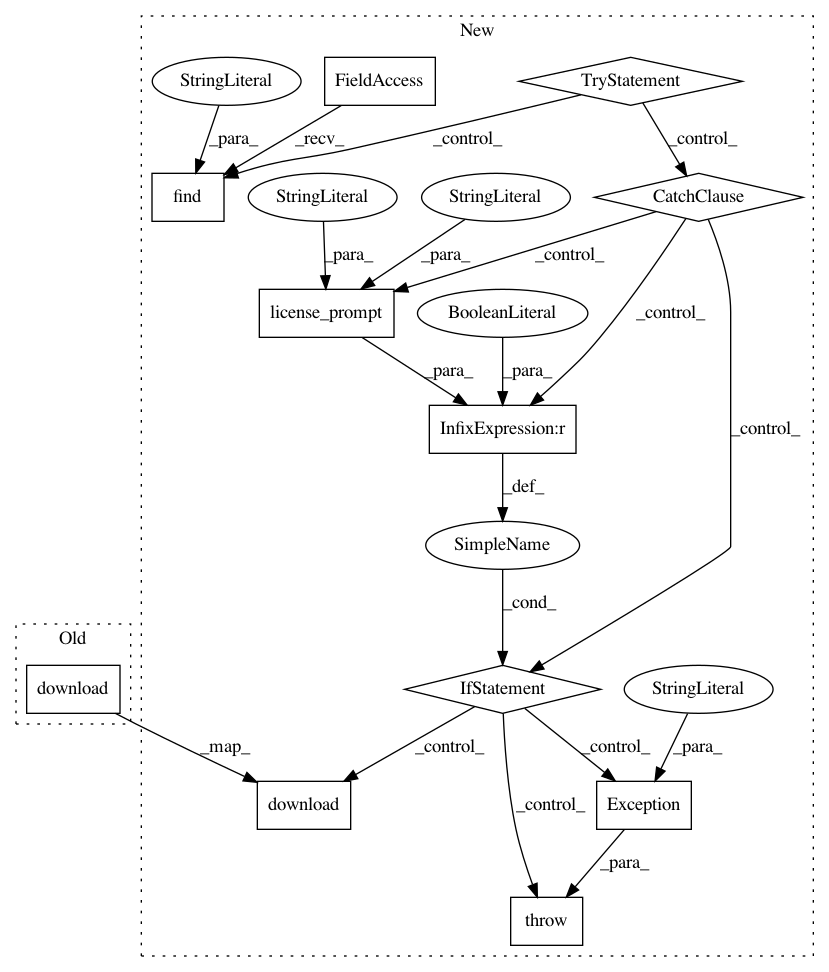 New
StringLiteral
FieldAccess
TryStatement
_para_
_recv_
_control_
_control_
find
StringLiteral
StringLiteral
CatchClause
_para_
_para_
_control_
license_prompt
BooleanLiteral
_control_
_para_
_para_
InfixExpression:r
_control_
_def_
SimpleName
_cond_
Old
download
IfStatement
StringLiteral
_map_
_control_
_control_
_para_
download
_control_
Exception
_para_
throw